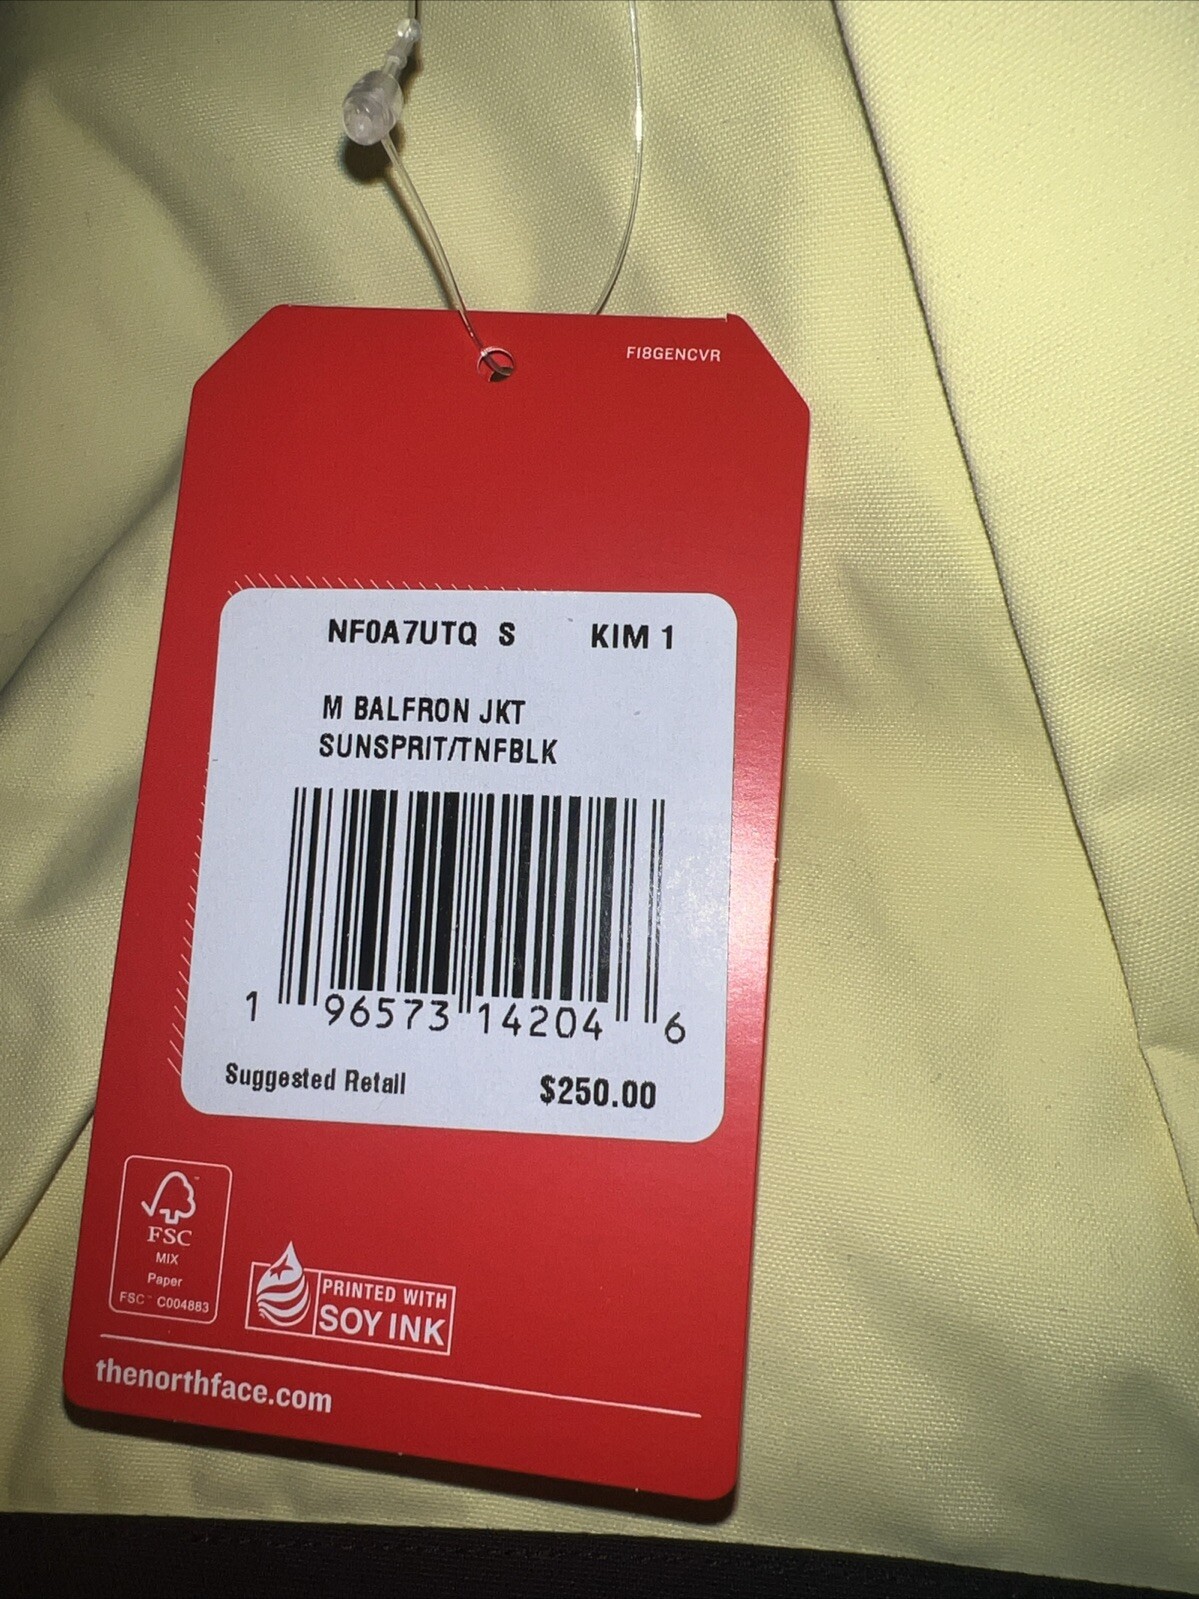 FI8GENCVR
NF0A7UTQ S KIM 1
M BALFRON JKT
SUNSPRIT/TNFBLK
1 96573 14204 6
Suggested Retail $250.00
FSC
MIX
Paper
FSC™ C004883
PRINTED WITH
SOY INK
thenorthface.com